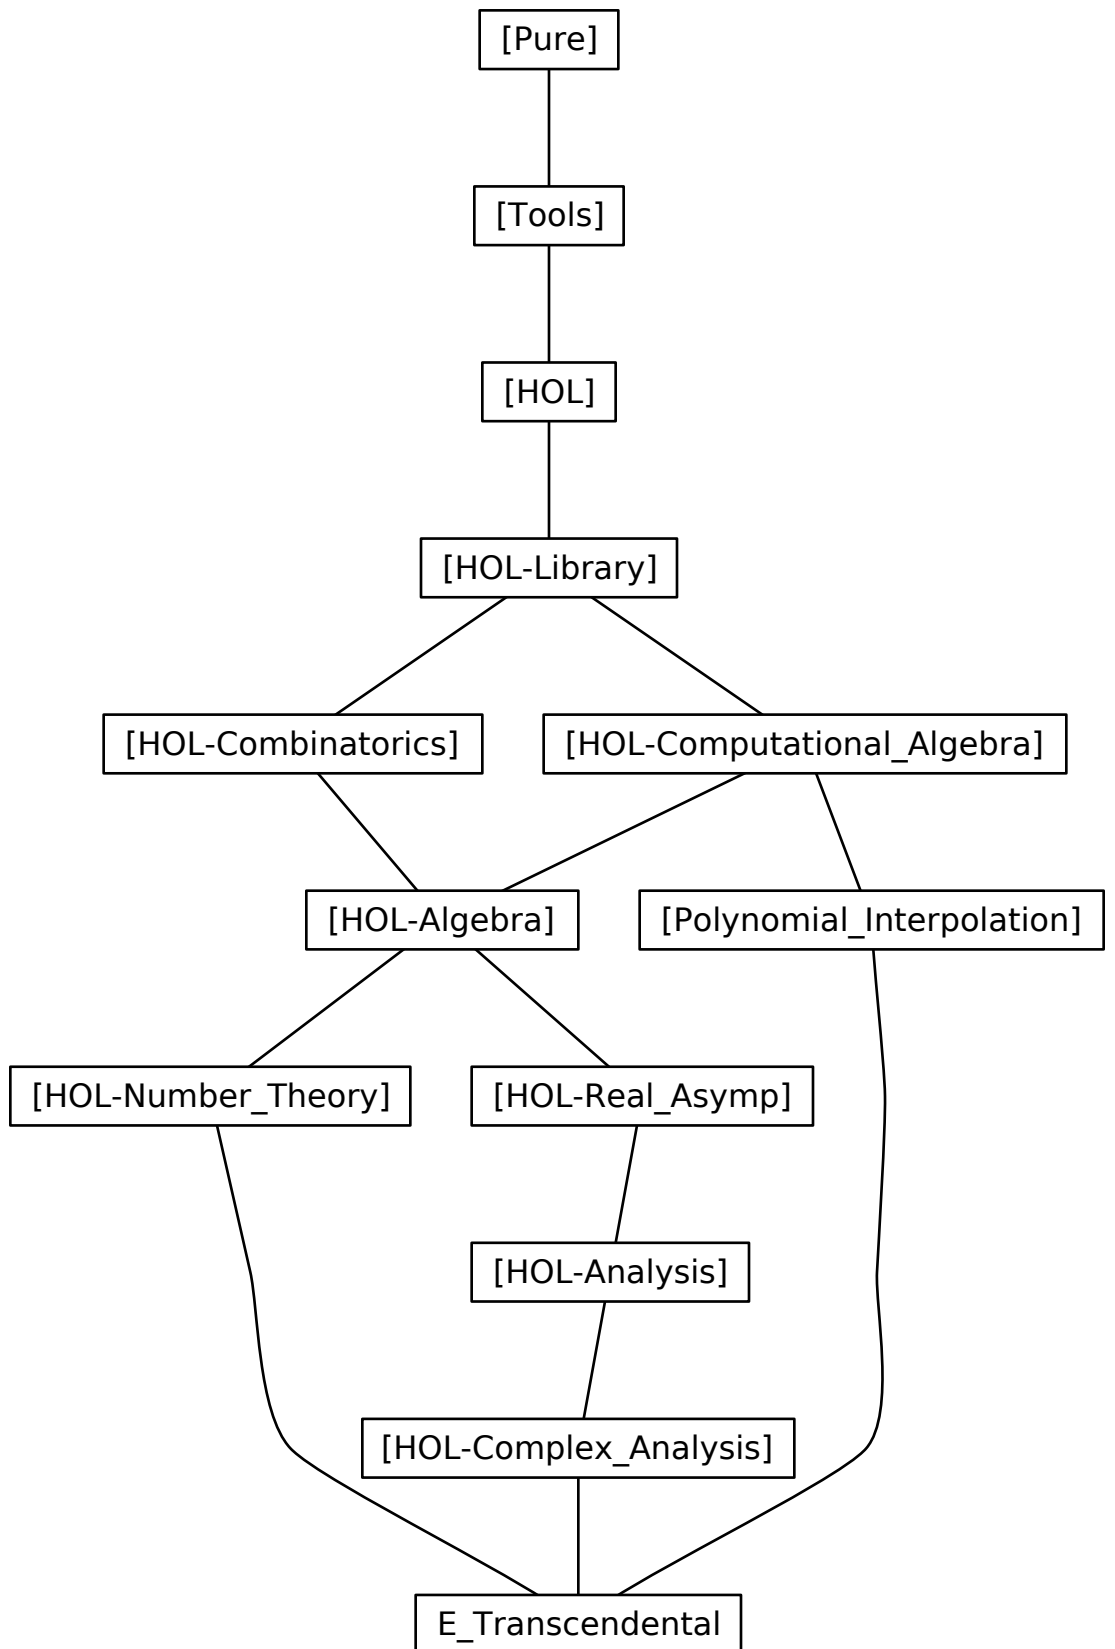 [Pure]
[Tools]
[HOL]
[HOL-Library]
[HOL-Combinatorics]
[HOL-Computational_Algebra]
[HOL-Algebra]
[Polynomial_Interpolation]
[HOL-Number_Theory]
[HOL-Real_Asymp]
[HOL-Analysis]
[HOL-Complex_Analysis]
E_Transcendental